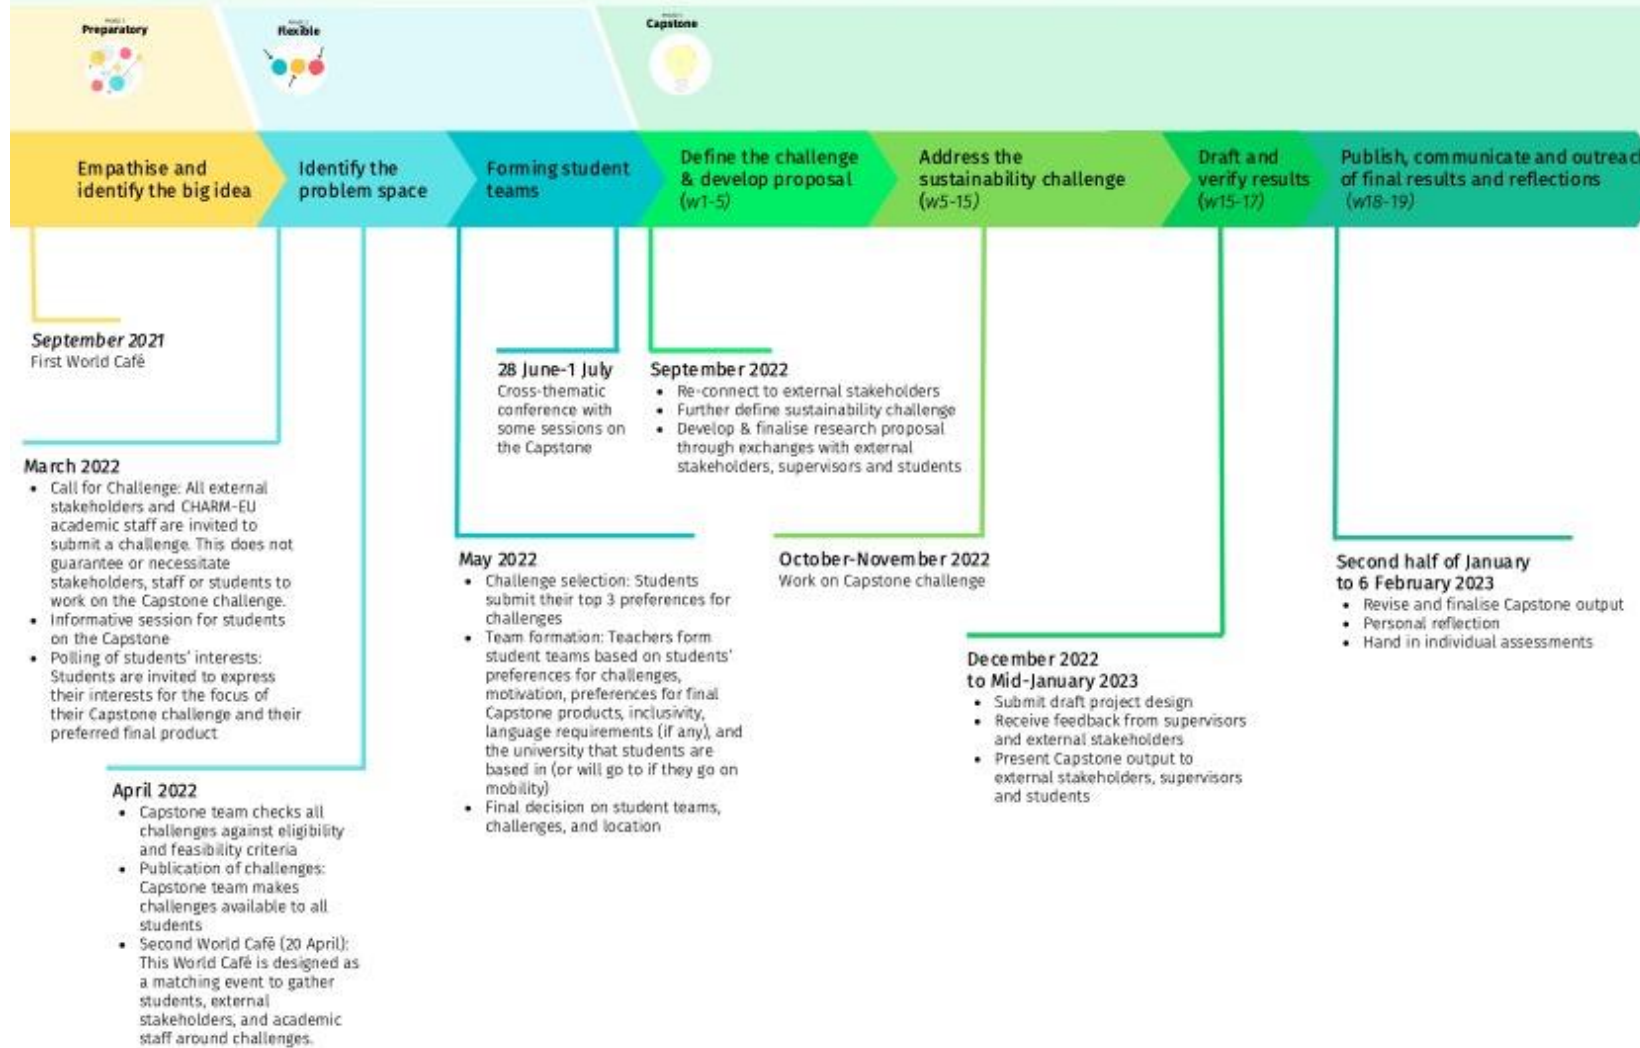 PHASE 1
Preparatory
PHASE 2
Flexible
PHASE 3
Capstone
Empathise and
identify the big idea
Identify the
problem space
Forming student
teams
Define the challenge
& develop proposal
(w1-5)
Address the
sustainability challenge
(w5-15)
Draft and
verify results
(w15-17)
Publish, communicate and outreac
of final results and reflections
(w18-19)
September 2021
First World Café
March 2022
• Call for Challenge: All external
stakeholders and CHARM-EU
academic staff are invited to
submit a challenge. This does not
guarantee or necessitate
stakeholders, staff or students to
work on the Capstone challenge.
• Informative session for students
on the Capstone
• Polling of students' interests:
Students are invited to express
their interests for the focus of
their Capstone challenge and their
preferred final product
April 2022
• Capstone team checks all
challenges against eligibility
and feasibility criteria
• Publication of challenges:
Capstone team makes
challenges available to all
students
• Second World Café (20 April):
This World Café is designed as
a matching event to gather
students, external
stakeholders, and academic
staff around challenges.
28 June-1 July
Cross-thematic
conference with
some sessions on
the Capstone
May 2022
• Challenge selection: Students
submit their top 3 preferences for
challenges
• Team formation: Teachers form
student teams based on students'
preferences for challenges,
motivation, preferences for final
Capstone products, inclusivity,
language requirements (if any), and
the university that students are
based in (or will go to if they go on
mobility)
• Final decision on student teams,
challenges, and location
September 2022
• Re-connect to external stakeholders
• Further define sustainability challenge
• Develop & finalise research proposal
through exchanges with external
stakeholders, supervisors and students
October-November 2022
Work on Capstone challenge
December 2022
to Mid-January 2023
• Submit draft project design
• Receive feedback from supervisors
and external stakeholders
• Present Capstone output to
external stakeholders, supervisors
and students
Second half of January
to 6 February 2023
• Revise and finalise Capstone output
• Personal reflection
• Hand in individual assessments